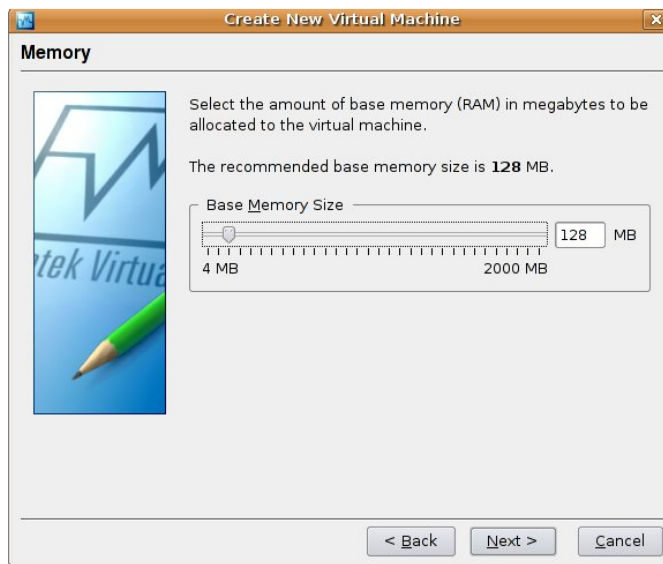 Create New Virtual Machine
Memory
Select the amount of base memory (RAM) in megabytes to be
allocated to the virtual machine.
The recommended base memory size is 128 MB.
Base Memory Size
128 MB
4 MB 2000 MB
tek Virtua
< Back Next > Cancel